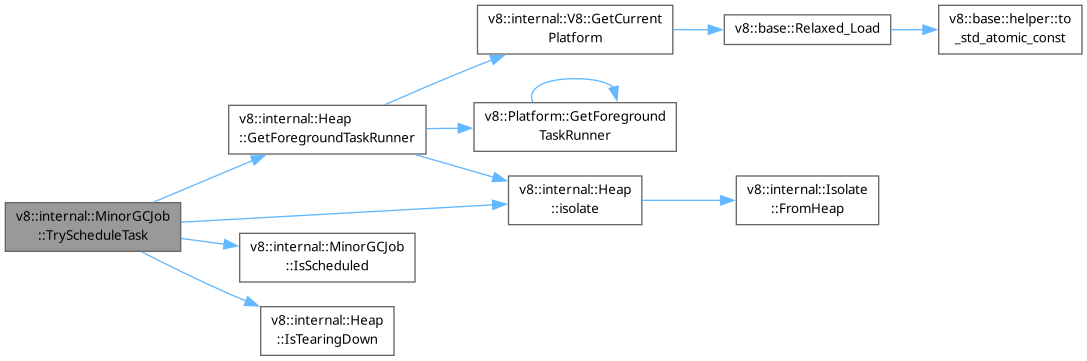 v8::internal::V8::GetCurrent
Platform
v8::base::Relaxed_Load
v8::base::helper::to
_std_atomic_const
v8::internal::Heap
::GetForegroundTaskRunner
v8::Platform::GetForeground
TaskRunner
v8::internal::Heap
::isolate
v8::internal::Isolate
::FromHeap
v8::internal::MinorGCJob
::TryScheduleTask
v8::internal::MinorGCJob
::IsScheduled
v8::internal::Heap
::IsTearingDown